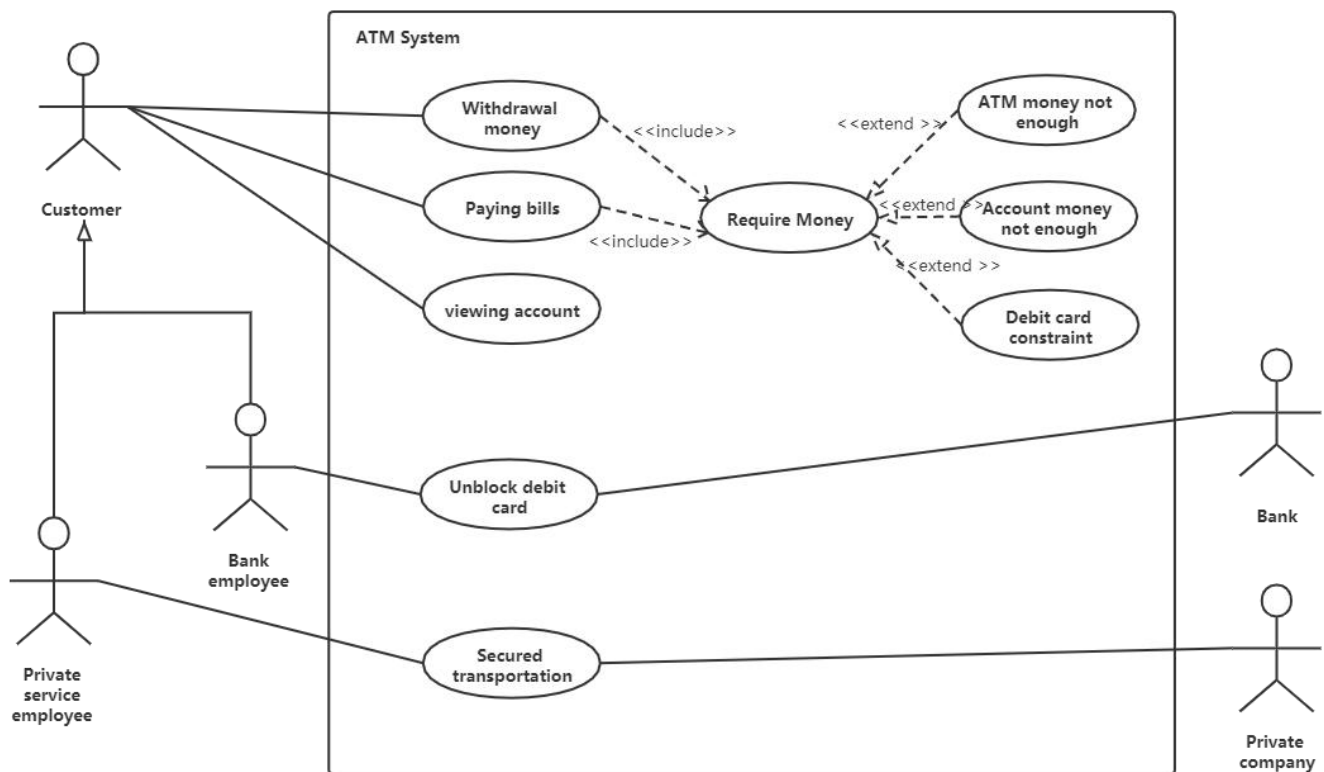 ATM System
Withdrawal
money
<<include>>
ATM money not
enough
<<extend >>
Customer
Paying bills
<<include>>
Require Money
<<extend >>
Account money
not enough
<<extend >>
viewing account
Debit card
constraint
Unblock debit
card
Bank
Bank
employee
Private
service
employee
Secured
transportation
Private
company